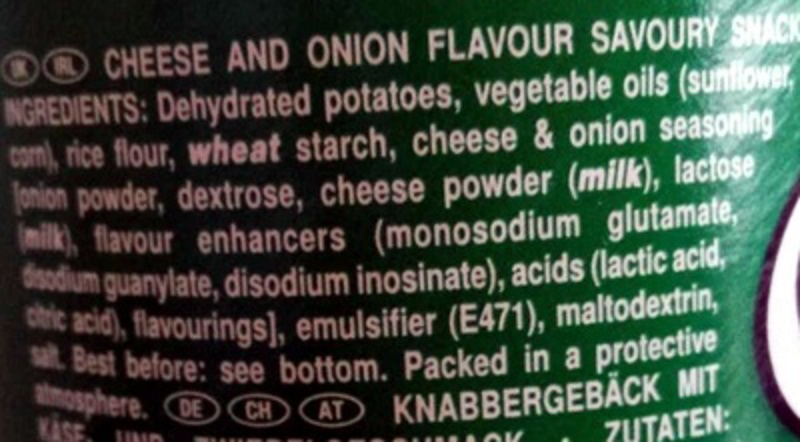 UK IRL CHEESE AND ONION FLAVOUR SAVOURY SNACK
INGREDIENTS: Dehydrated potatoes, vegetable oils (sunflower,
corn), rice flour, wheat starch, cheese & onion seasoning
[onion powder, dextrose, cheese powder (milk), lactose
(milk), flavour enhancers (monosodium glutamate,
disodium guanylate, disodium inosinate), acids (lactic acid,
citric acid), flavourings], emulsifier (E471), maltodextrin,
salt. Best before: see bottom. Packed in a protective
atmosphere. DE CH AT KNABBERGEBÄCK MIT
KÄSE- UND ZWIEBELGESCHMACK . ZUTATEN: